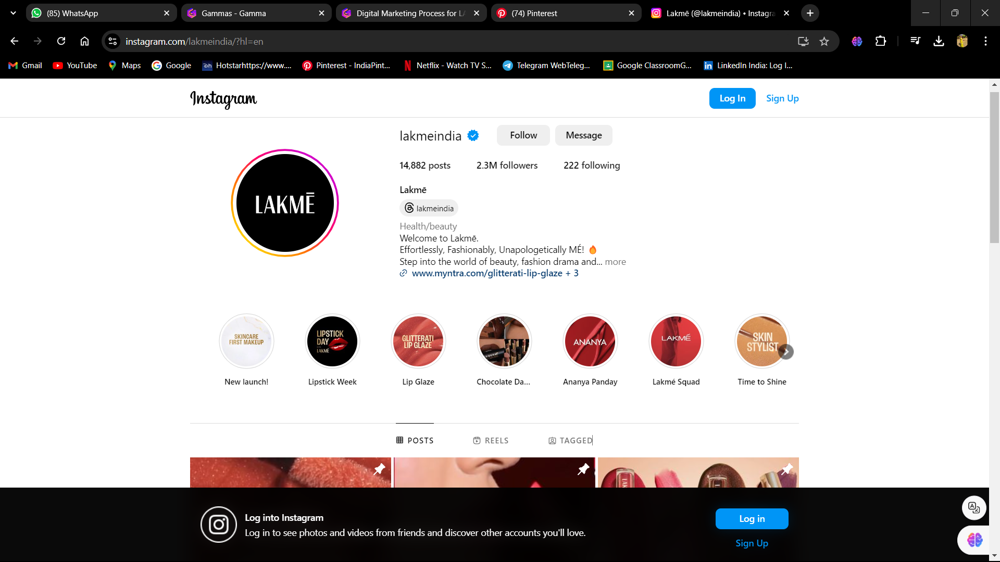 (85) WhatsApp
Gammas - Gamma
Digital Marketing Process for LA
(74) Pinterest
Lakmē (@lakmeindia) • Instagra
instagram.com/lakmeindia/?hl=en
Gmail
YouTube
Maps
Google
Hotstarhttps://www....
Pinterest - IndiaPint...
Netflix - Watch TV S...
Telegram WebTeleg...
Google ClassroomG...
LinkedIn India: Log I...
Instagram
Log In
Sign Up
lakmeindia
Follow
Message
14,882 posts
2.3M followers
222 following
LAKMĒ
Lakmē
lakmeindia
Health/beauty
Welcome to Lakmē.
Effortlessly, Fashionably, Unapologetically MÉ! 🔥
Step into the world of beauty, fashion drama and... more
www.myntra.com/glitterati-lip-glaze + 3
SKINCARE
FIRST MAKEUP
LIPSTICK
DAY
LAKMÉ
GLITTERATI
LIP GLAZE
ANANYA
LAKMÉ
SKIN
STYLIST
New launch!
Lipstick Week
Lip Glaze
Chocolate Da...
Ananya Panday
Lakmé Squad
Time to Shine
POSTS
REELS
TAGGED
Log into Instagram
Log in to see photos and videos from friends and discover other accounts you'll love.
Log in
Sign Up